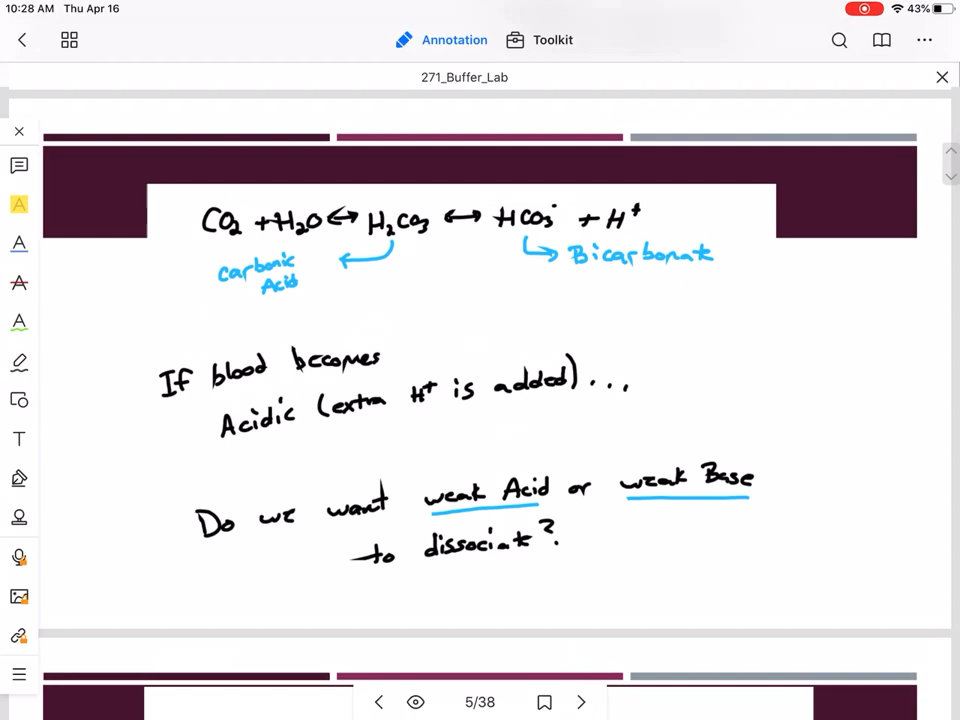 10:28 AM Thu Apr 16
43%
Annotation Toolkit
271_Buffer_Lab
CO2 + H2O ↔ H2CO3 ↔ HCO3- + H+
Carbonic Bicarbonate
Acid
If blood becomes
Acidic (extra H+ is added)...
Do we want weak Acid or weak Base
to dissociate?
5/38